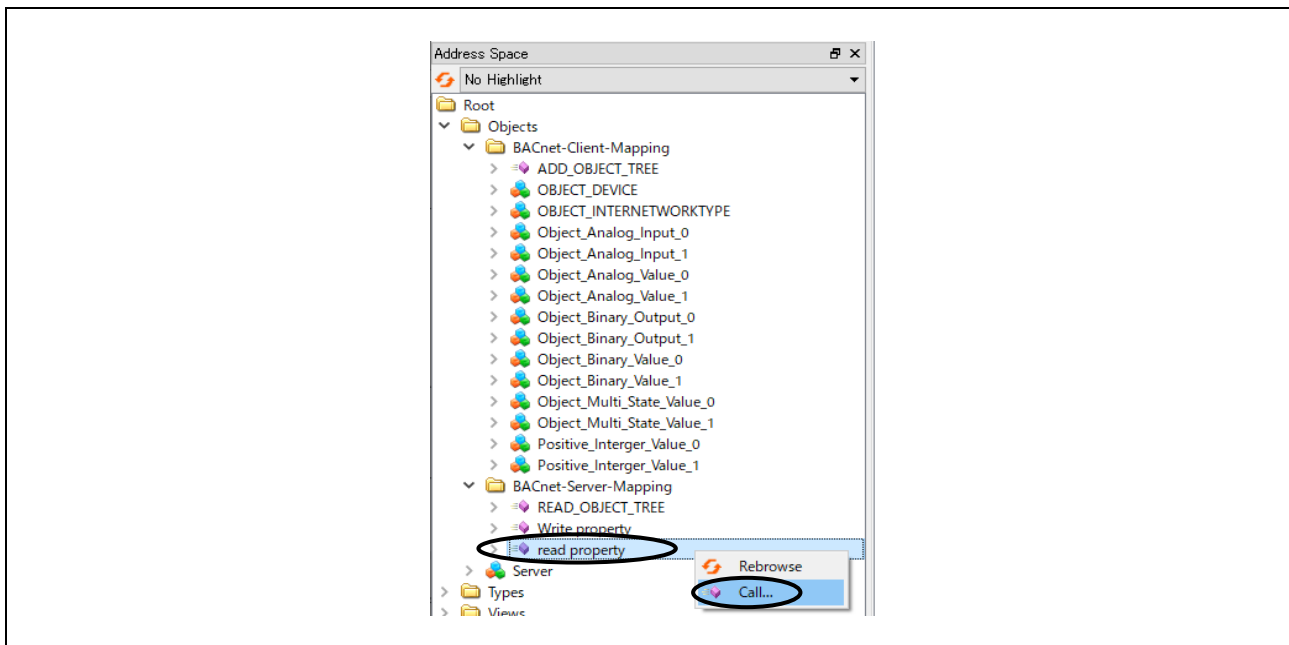 Address Space
No Highlight
Root
Objects
BACnet-Client-Mapping
ADD_OBJECT_TREE
OBJECT_DEVICE
OBJECT_INTERNETWORKTYPE
Object_Analog_Input_0
Object_Analog_Input_1
Object_Analog_Value_0
Object_Analog_Value_1
Object_Binary_Output_0
Object_Binary_Output_1
Object_Binary_Value_0
Object_Binary_Value_1
Object_Multi_State_Value_0
Object_Multi_State_Value_1
Positive_Interger_Value_0
Positive_Interger_Value_1
BACnet-Server-Mapping
READ_OBJECT_TREE
Write property
read property
Rebrowse
Server
Call...
Types
Views